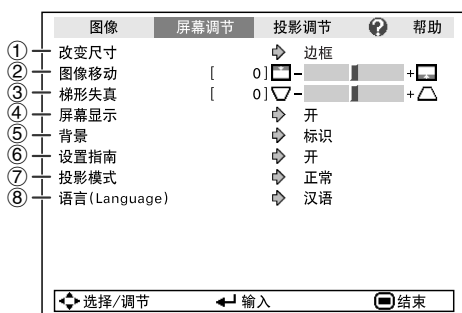 图像 屏幕调节 投影调节 ? 帮助
① 改变尺寸 边框
② 图像移动 [ 0] − +
③ 梯形失真 [ 0] − +
④ 屏幕显示 开
⑤ 背景 标识
⑥ 设置指南 开
⑦ 投影模式 正常
⑧ 语言(Language) 汉语
选择/调节 输入 结束